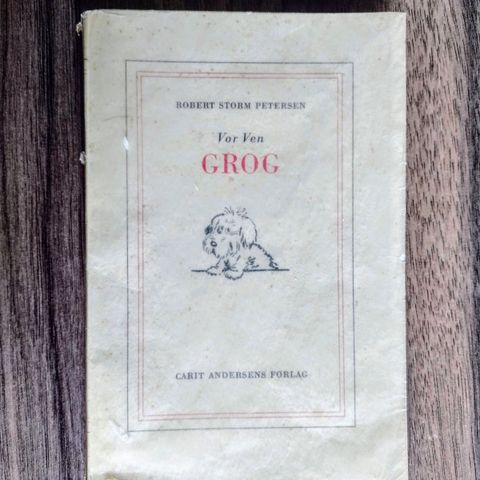 ROBERT STORM PETERSEN
Vor Ven
GROG
CARIT ANDERSENS FORLAG